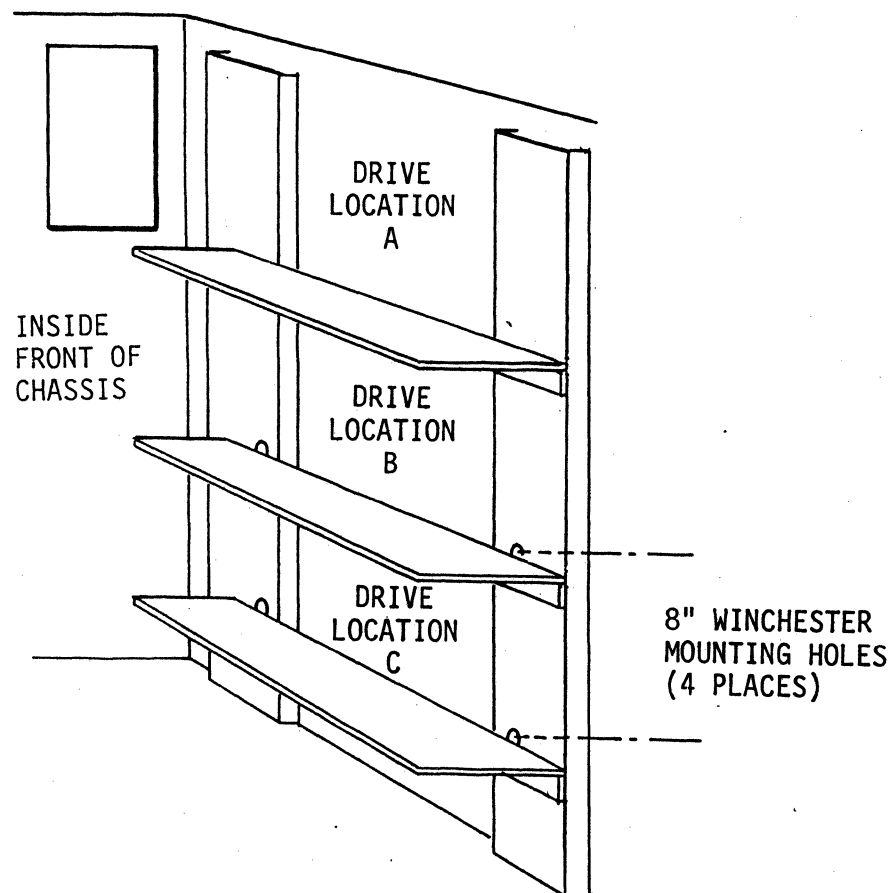 DRIVE
LOCATION
A
INSIDE
FRONT OF
CHASSIS
DRIVE
LOCATION
B
DRIVE
LOCATION
C
8" WINCHESTER
MOUNTING HOLES
(4 PLACES)